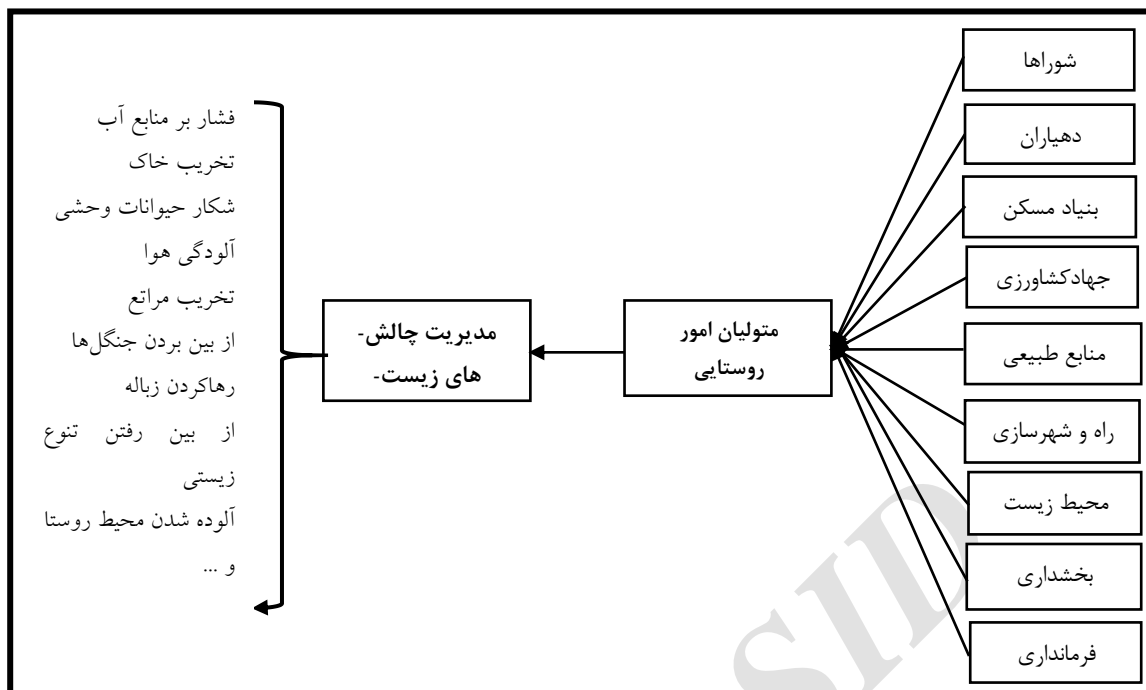 شوراها
دهیاران
بنیاد مسکن
جهادکشاورزی
منابع طبیعی
راه و شهرسازی
محیط زیست
بخشداری
فرمانداری
متولیان امور
روستایی
مدیریت چالش-
های زیست-
فشار بر منابع آب
تخریب خاک
شکار حیوانات وحشی
آلودگی هوا
تخریب مراتع
از بین بردن جنگل‌ها
رهاکردن زباله
از بین رفتن تنوع
زیستی
آلوده شدن محیط روستا
و ...
SID